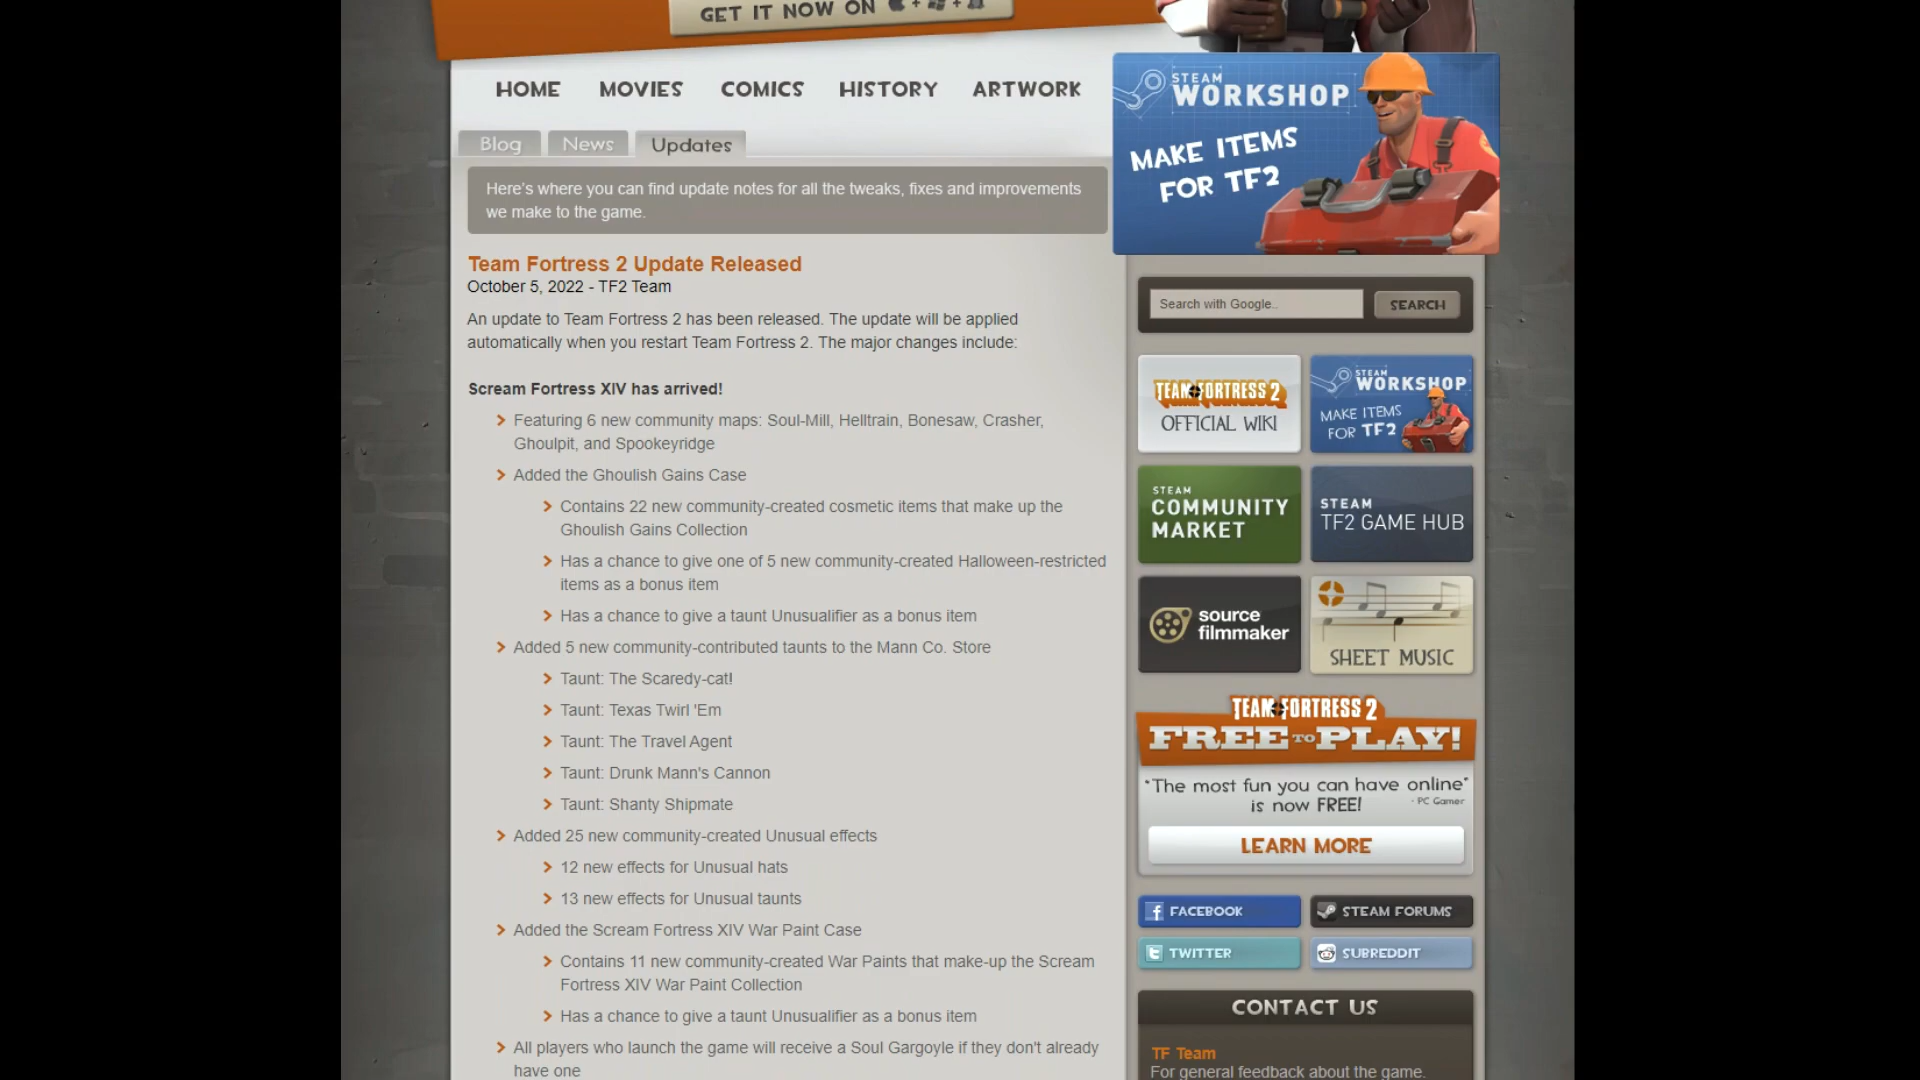 GET IT NOW ON + +
HOME MOVIES COMICS HISTORY ARTWORK
Blog News Updates
Here's where you can find update notes for all the tweaks, fixes and improvements
we make to the game.
Team Fortress 2 Update Released
October 5, 2022 - TF2 Team
An update to Team Fortress 2 has been released. The update will be applied
automatically when you restart Team Fortress 2. The major changes include:
Scream Fortress XIV has arrived!
Featuring 6 new community maps: Soul-Mill, Helltrain, Bonesaw, Crasher,
Ghoulpit, and Spookeyridge
Added the Ghoulish Gains Case
Contains 22 new community-created cosmetic items that make up the
Ghoulish Gains Collection
Has a chance to give one of 5 new community-created Halloween-restricted
items as a bonus item
Has a chance to give a taunt Unusualifier as a bonus item
Added 5 new community-contributed taunts to the Mann Co. Store
Taunt: The Scaredy-cat!
Taunt: Texas Twirl 'Em
Taunt: The Travel Agent
Taunt: Drunk Mann's Cannon
Taunt: Shanty Shipmate
Added 25 new community-created Unusual effects
12 new effects for Unusual hats
13 new effects for Unusual taunts
Added the Scream Fortress XIV War Paint Case
Contains 11 new community-created War Paints that make-up the Scream
Fortress XIV War Paint Collection
Has a chance to give a taunt Unusualifier as a bonus item
All players who launch the game will receive a Soul Gargoyle if they don't already
have one
STEAM
WORKSHOP
MAKE ITEMS
FOR TF2
Search with Google..
SEARCH
TEAM FORTRESS 2
OFFICIAL WIKI
STEAM
WORKSHOP
MAKE ITEMS
FOR TF2
STEAM
COMMUNITY
MARKET
STEAM
TF2 GAME HUB
source
filmmaker
SHEET MUSIC
TEAM FORTRESS 2
FREE TO PLAY!
"The most fun you can have online"
is now FREE! - PC Gamer
LEARN MORE
FACEBOOK
STEAM FORUMS
TWITTER
SUBREDDIT
CONTACT US
TF Team
For general feedback about the game.